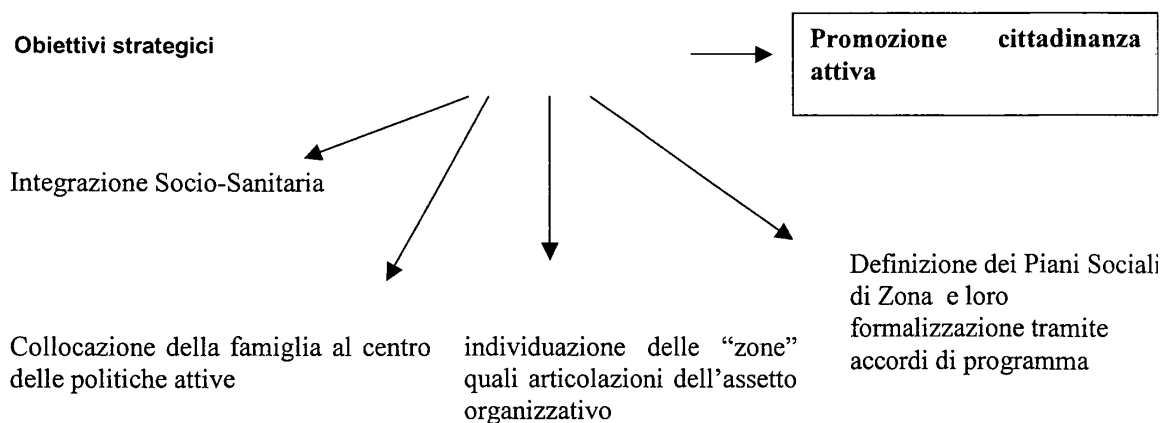 Obiettivi strategici
Promozione cittadinanza
attiva
Integrazione Socio-Sanitaria
Collocazione della famiglia al centro
delle politiche attive
individuazione delle “zone”
quali articolazioni dell’assetto
organizzativo
Definizione dei Piani Sociali
di Zona e loro
formalizzazione tramite
accordi di programma